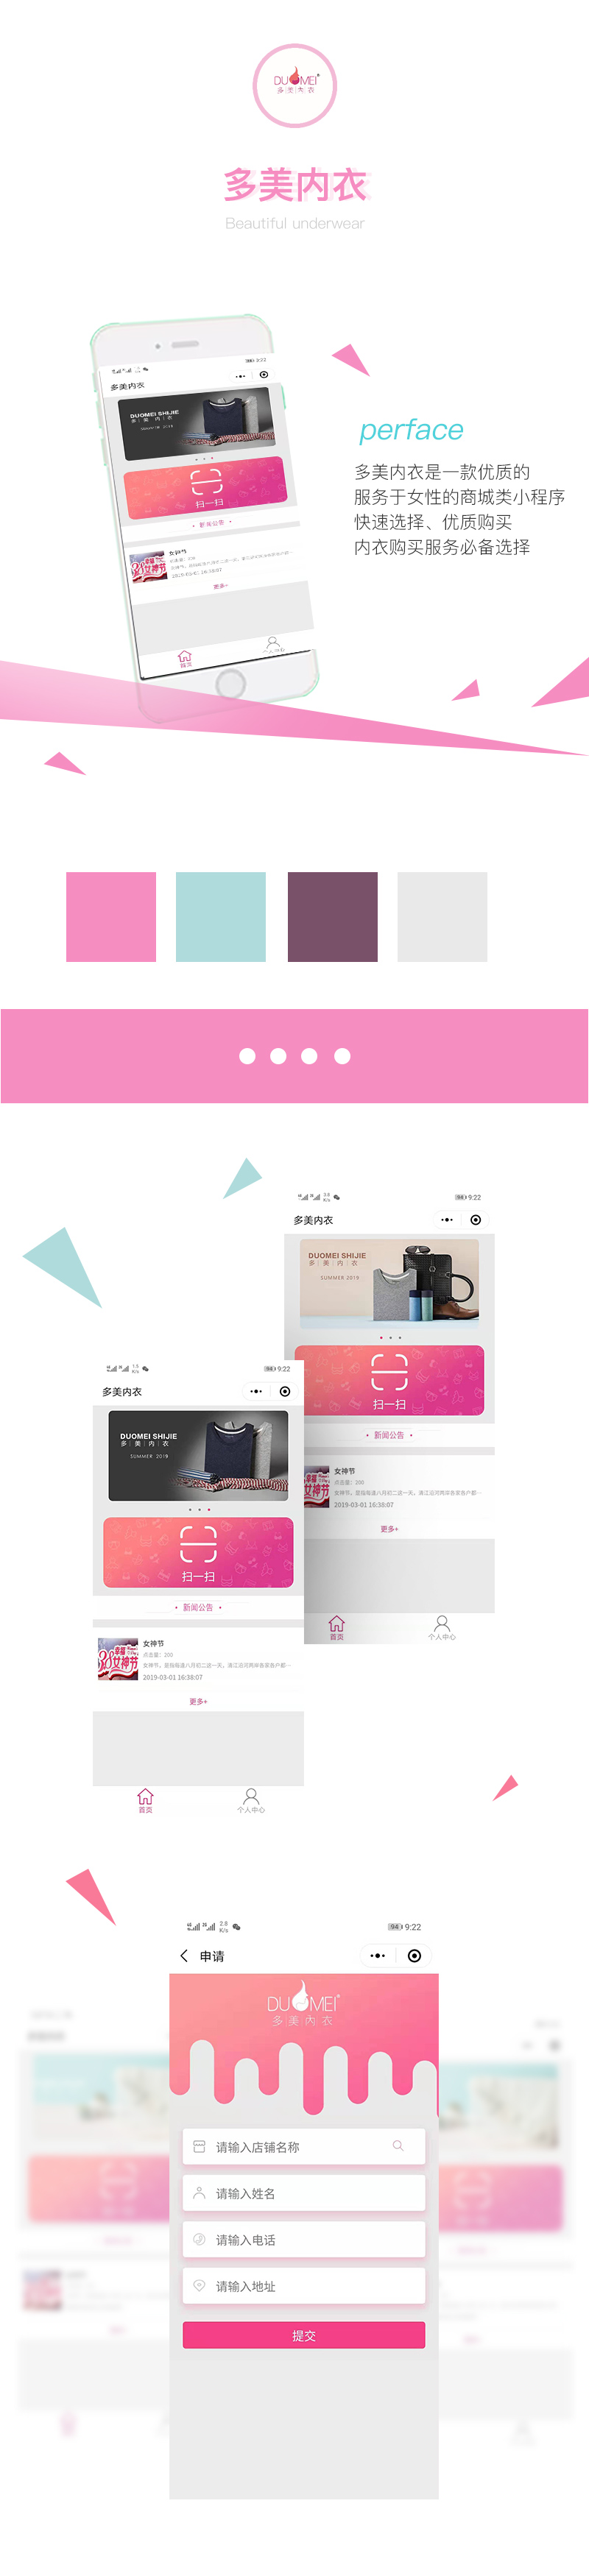 DUOMEI
多美内衣
多美内衣
Beautiful underwear
9:22
多美内衣
DUOMEI SHIJIE
多美内衣
SUMMER 2019
扫一扫
• 新闻公告 •
女神节
点击量：200
2019-03-01 16:38:07
更多+
首页 个人中心
perface
多美内衣是一款优质的
服务于女性的商城类小程序
快速选择、优质购买
内衣购买服务必备选择
9:22
多美内衣
DUOMEI SHIJIE
多美内衣
SUMMER 2019
扫一扫
• 新闻公告 •
女神节
点击量：200
2019-03-01 16:38:07
更多+
首页 个人中心
1.5 K/s 94 9:22
多美内衣
DUOMEI SHIJIE
多美内衣
SUMMER 2019
扫一扫
• 新闻公告 •
女神节
点击量：200
2019-03-01 16:38:07
更多+
首页 个人中心
2.8 K/s 94 9:22
申请
DUOMEI
多美内衣
请输入店铺名称
请输入姓名
请输入电话
请输入地址
提交